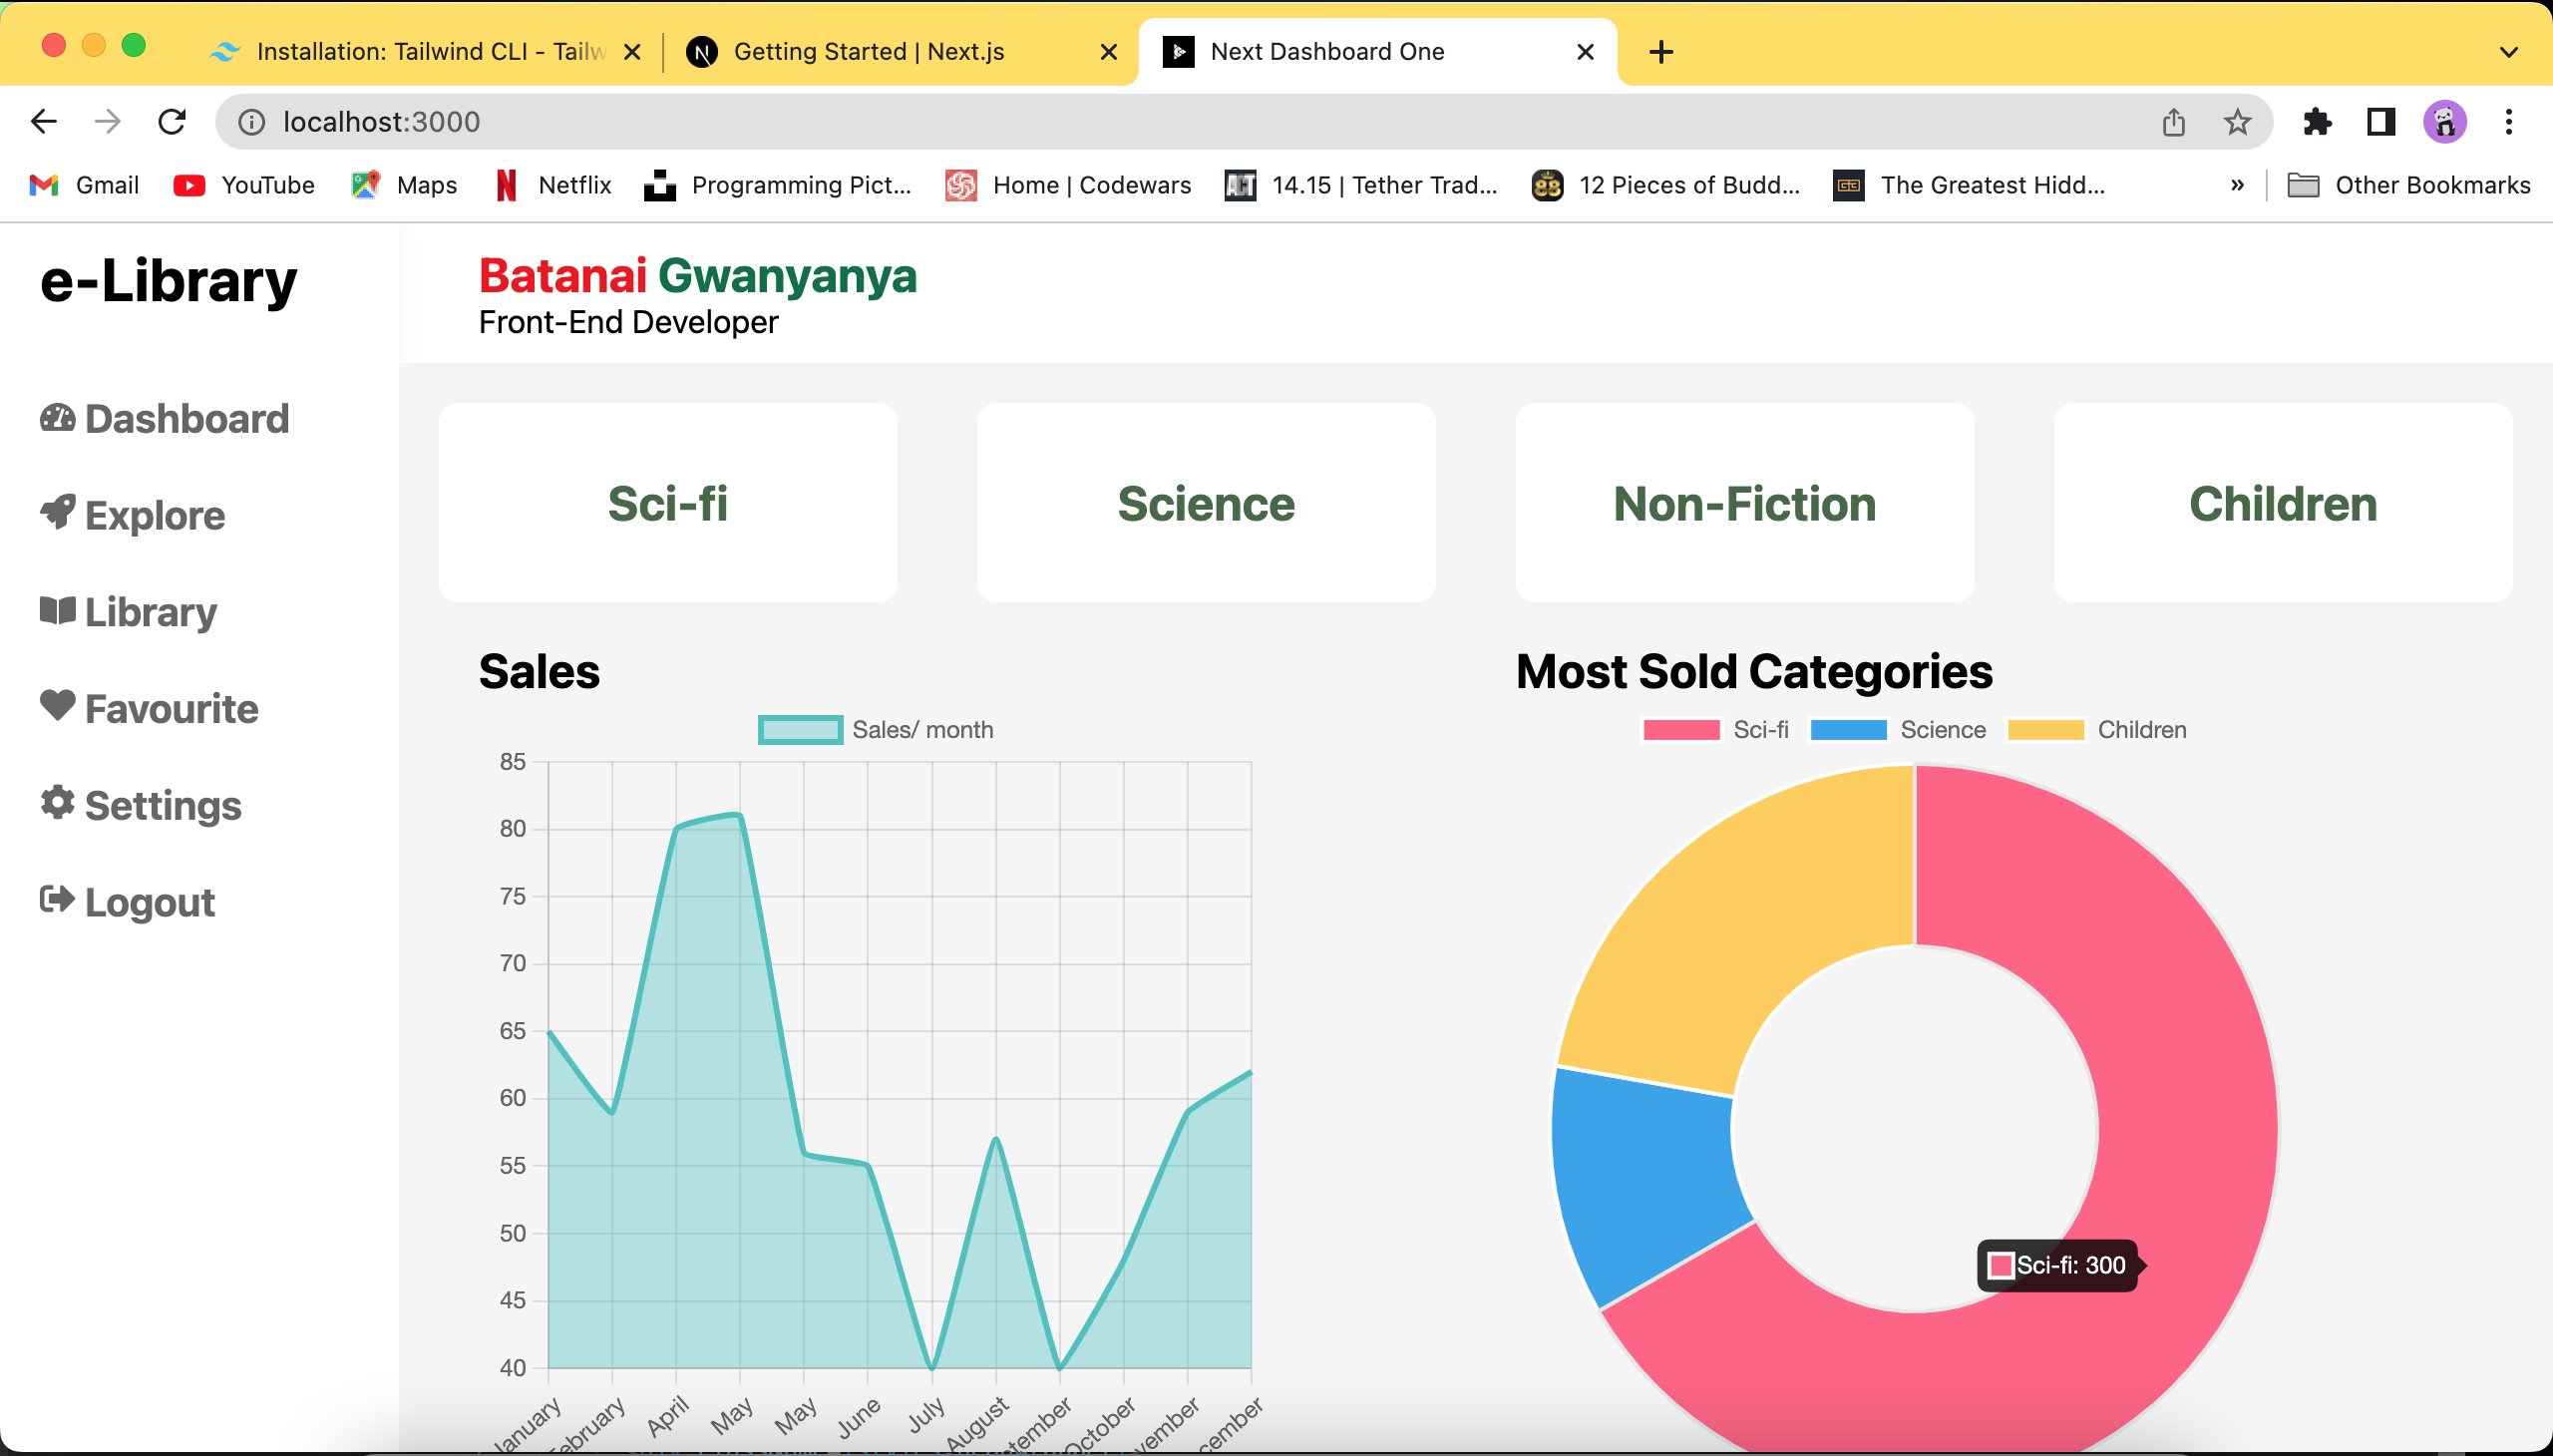 Installation: Tailwind CLI - Tailw
Getting Started | Next.js
Next Dashboard One
localhost:3000
Gmail
YouTube
Maps
Netflix
Programming Pict...
Home | Codewars
14.15 | Tether Trad...
12 Pieces of Budd...
The Greatest Hidd...
»
Other Bookmarks
e-Library
Dashboard
Explore
Library
Favourite
Settings
Logout
Batanai Gwanyanya
Front-End Developer
Sci-fi
Science
Non-Fiction
Children
Sales
Sales/ month
85
80
75
70
65
60
55
50
45
40
January
ebruary
April
May
May
June
July
August
tember
October
vember
cember
Most Sold Categories
Sci-fi
Science
Children
Sci-fi: 300